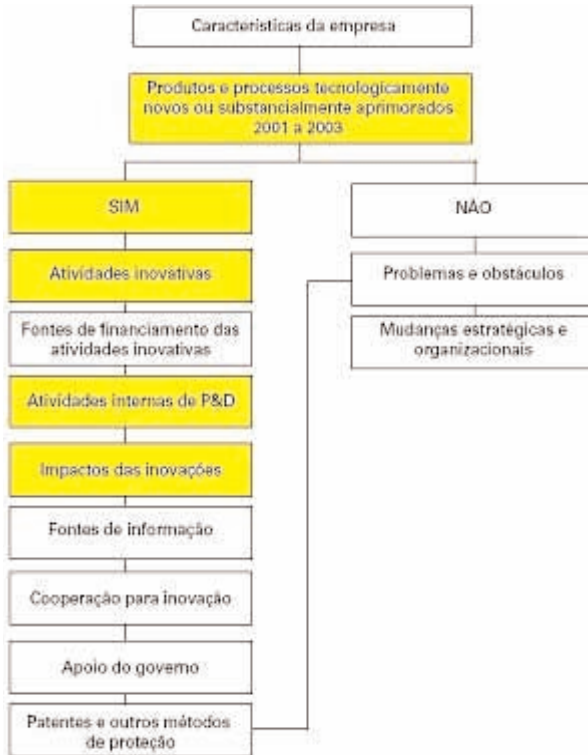 Características da empresa
Produtos e processos tecnologicamente
novos ou substancialmente aprimorados
2001 a 2003
SIM
NÃO
Atividades inovativas
Problemas e obstáculos
Fontes de financiamento das
atividades inovativas
Mudanças estratégicas e
organizacionais
Atividades internas de P&D
Impactos das inovações
Fontes de informação
Cooperação para inovação
Apoio do governo
Patentes e outros métodos
de proteção